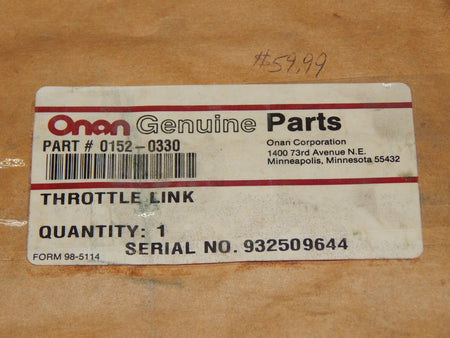 #59.99
Onan Genuine Parts
PART # 0152-0330
Onan Corporation
1400 73rd Avenue N.E.
Minneapolis, Minnesota 55432
THROTTLE LINK
QUANTITY: 1
SERIAL NO. 932509644
FORM 98-5114